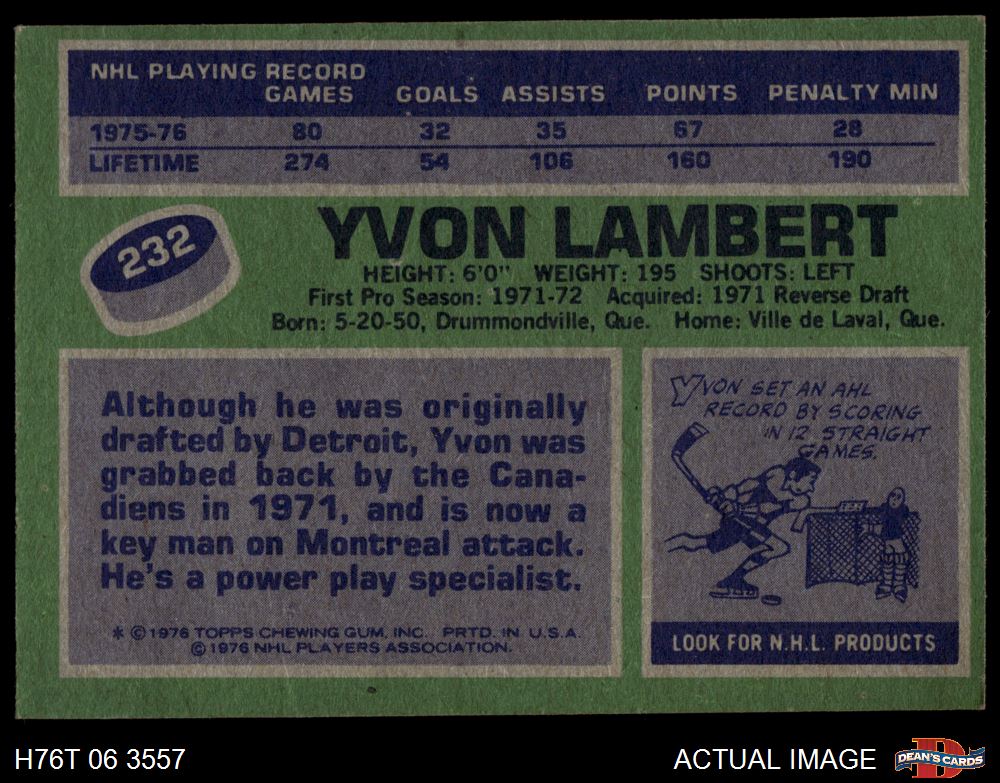 NHL PLAYING RECORD
GAMES GOALS ASSISTS POINTS PENALTY MIN
1975-76 80 32 35 67 28
LIFETIME 274 54 106 160 190
232
YVON LAMBERT
HEIGHT: 6'0" WEIGHT: 195 SHOOTS: LEFT
First Pro Season: 1971-72 Acquired: 1971 Reverse Draft
Born: 5-20-50, Drummondville, Que. Home: Ville de Laval, Que.
Although he was originally
drafted by Detroit, Yvon was
grabbed back by the Cana-
diens in 1971, and is now a
key man on Montreal attack.
He's a power play specialist.
* © 1976 TOPPS CHEWING GUM, INC. PRTD. IN U.S.A.
© 1976 NHL PLAYERS ASSOCIATION.
YVON SET AN AHL
RECORD BY SCORING
IN 12 STRAIGHT
GAMES.
LOOK FOR N.H.L. PRODUCTS
H76T 06 3557
ACTUAL IMAGE
D
DEAN'S CARDS